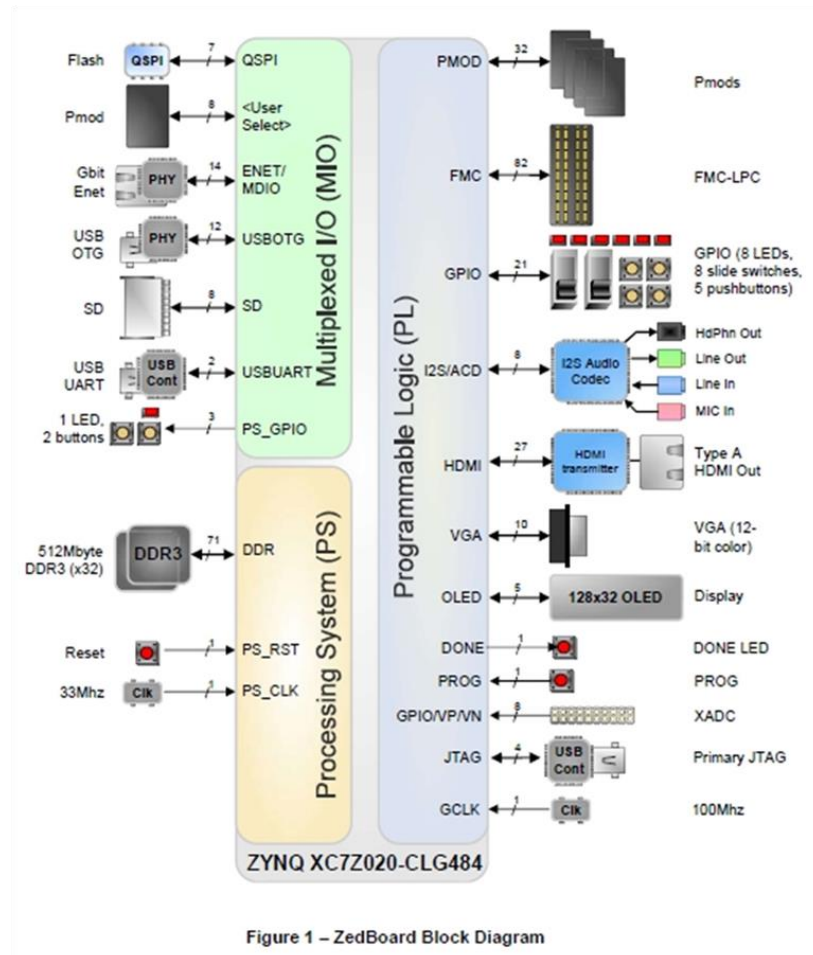 Flash
QSPI
7
QSPI
Pmod
8
<User
Select>
Gbit
Enet
PHY
14
ENET/
MDIO
USB
OTG
PHY
12
USBOTG
SD
8
SD
USB
UART
USB
Cont
2
USBUART
1 LED,
2 buttons
3
PS_GPIO
Multiplexed I/O (MIO)
512Mbyte
DDR3 (x32)
DDR3
71
DDR
Reset
1
PS_RST
33Mhz
Clk
1
PS_CLK
Processing System (PS)
Programmable Logic (PL)
PMOD
32
Pmods
FMC
82
FMC-LPC
GPIO
21
GPIO (8 LEDs,
8 slide switches,
5 pushbuttons)
I2S/ACD
8
I2S Audio
Codec
HdPhn Out
Line Out
Line In
MIC In
HDMI
27
HDMI
transmitter
Type A
HDMI Out
VGA
10
VGA (12-
bit color)
OLED
5
128x32 OLED
Display
DONE
1
DONE LED
PROG
1
PROG
GPIO/VP/VN
8
XADC
JTAG
4
USB
Cont
Primary JTAG
GCLK
1
Clk
100Mhz
ZYNQ XC7Z020-CLG484
Figure 1 – ZedBoard Block Diagram